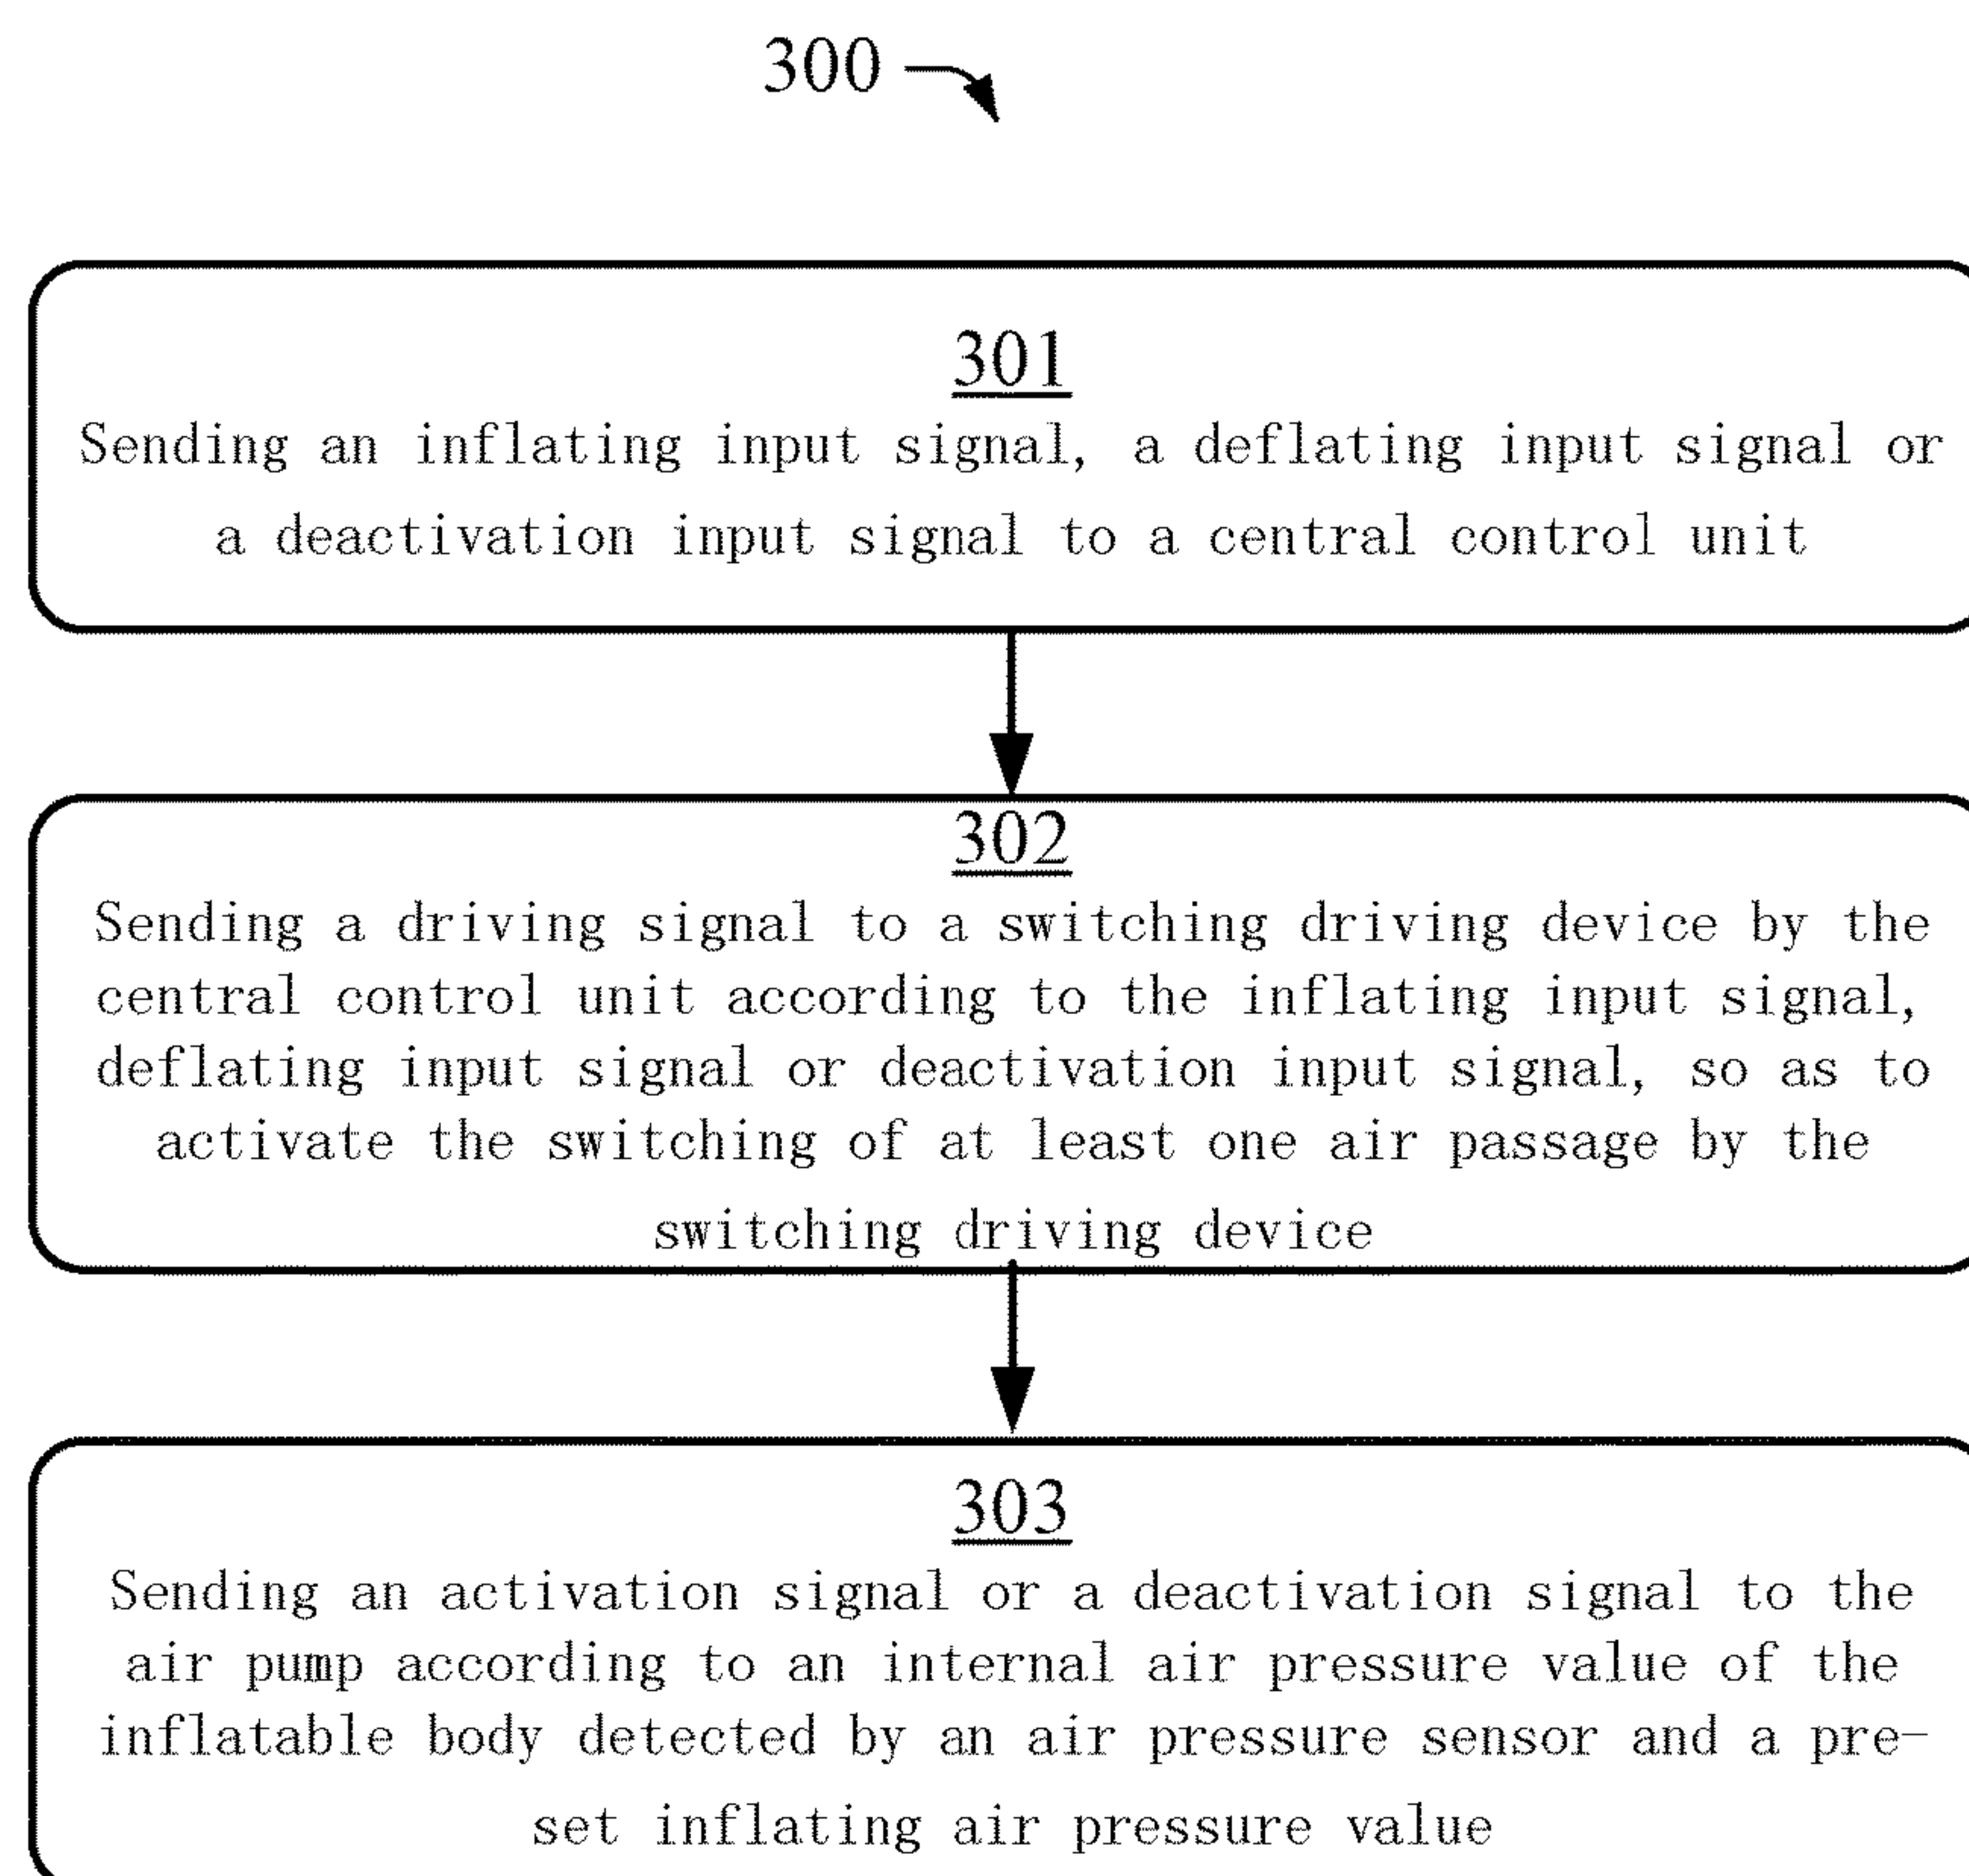 300
301
Sending an inflating input signal, a deflating input signal or
a deactivation input signal to a central control unit
302
Sending a driving signal to a switching driving device by the
central control unit according to the inflating input signal,
deflating input signal or deactivation input signal, so as to
activate the switching of at least one air passage by the
switching driving device
303
Sending an activation signal or a deactivation signal to the
air pump according to an internal air pressure value of the
inflatable body detected by an air pressure sensor and a pre-
set inflating air pressure value